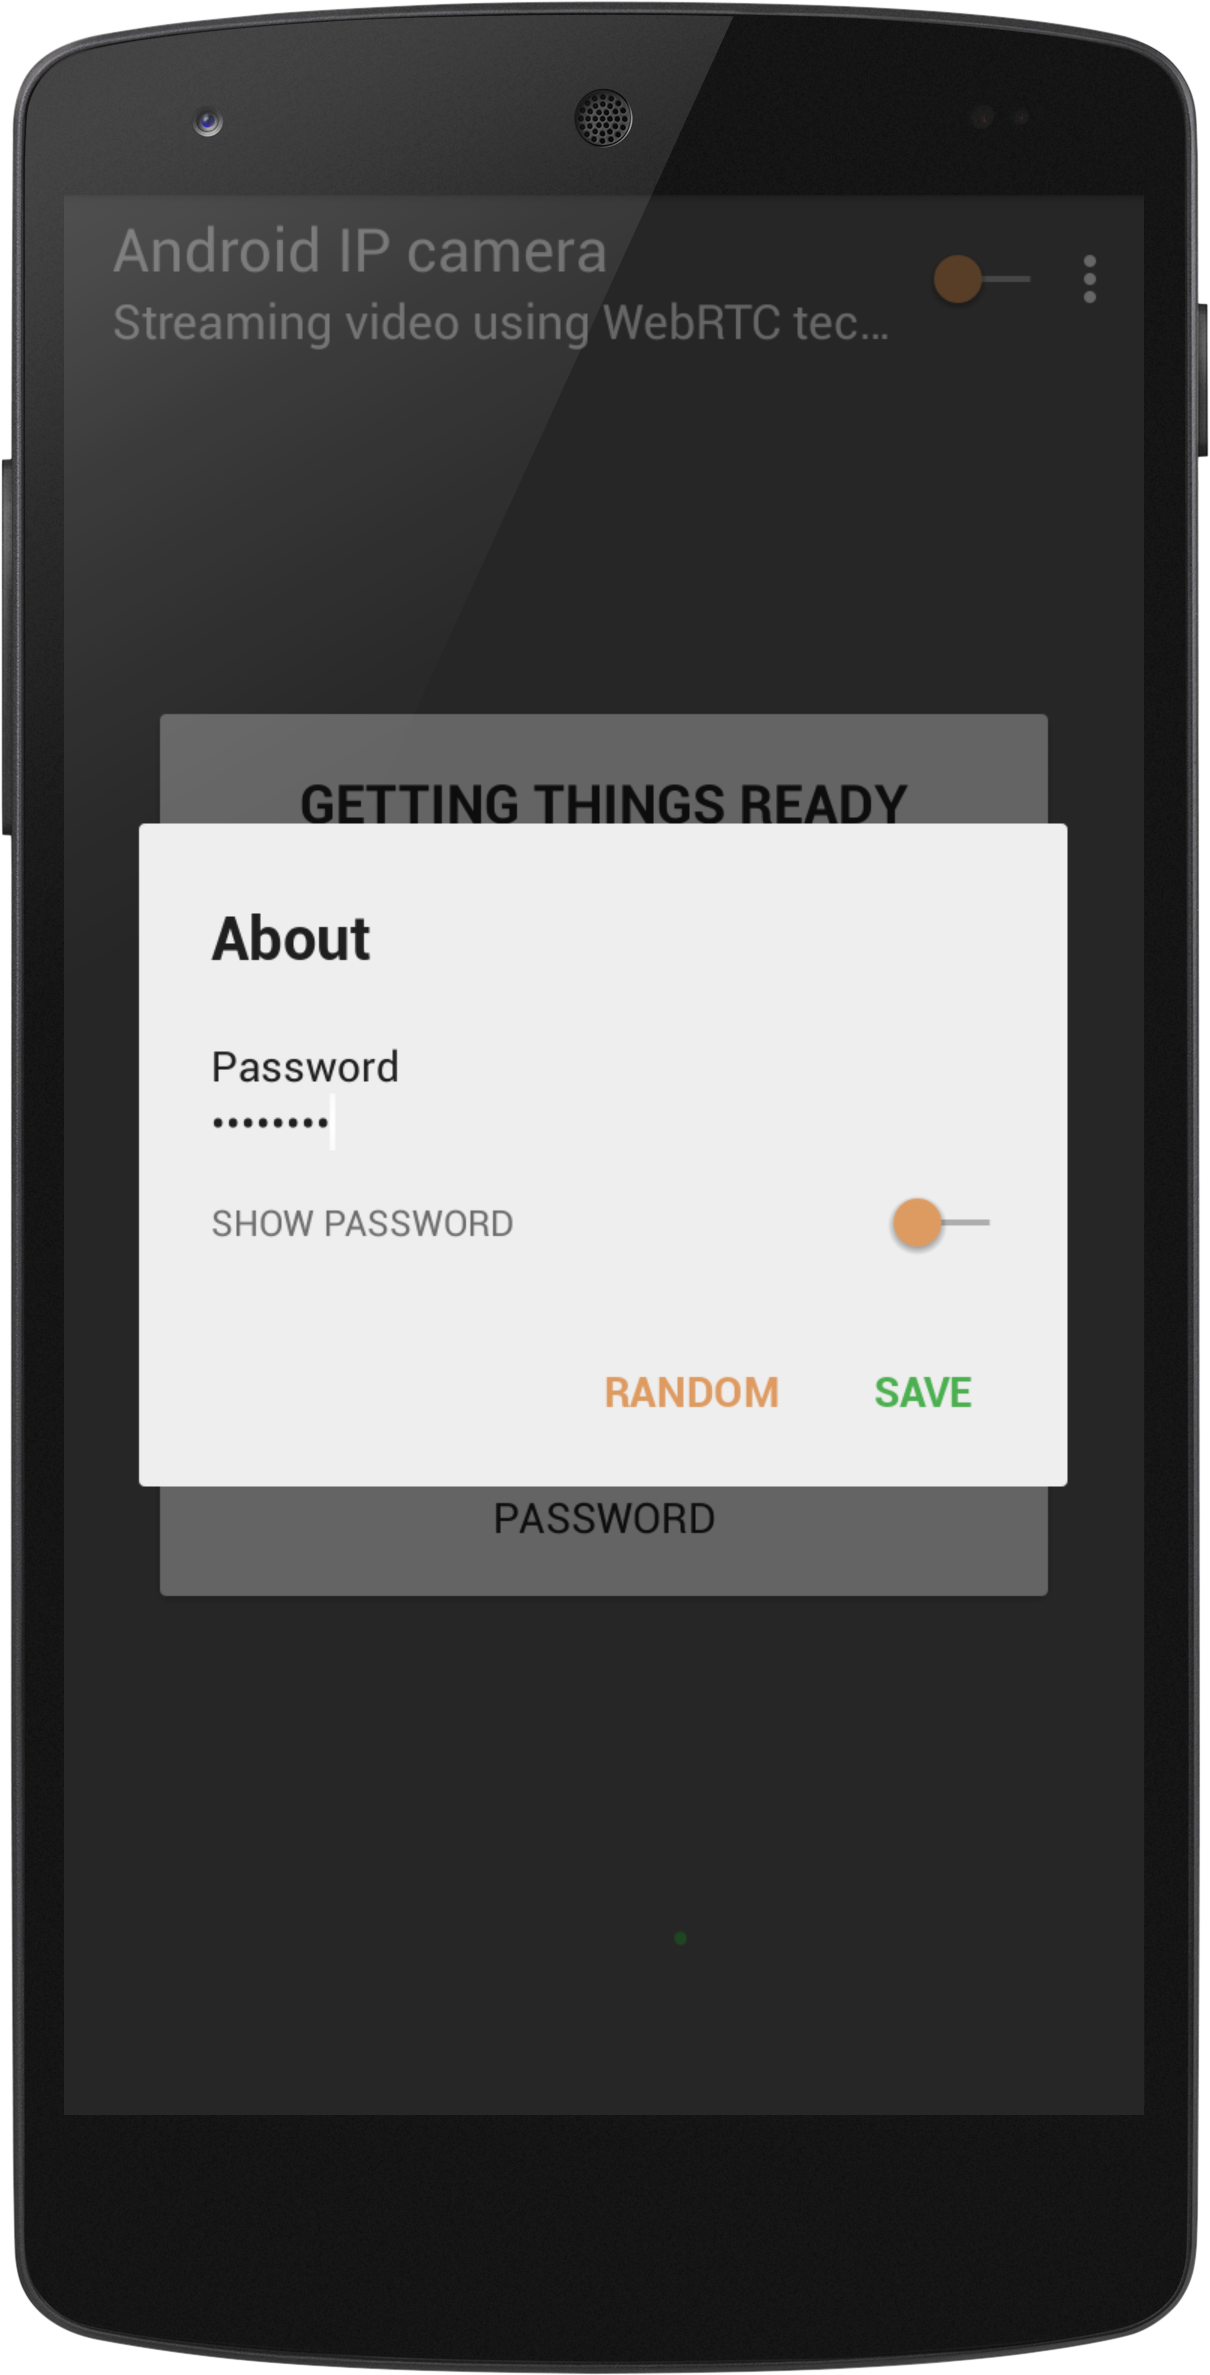 Android IP camera
Streaming video using WebRTC tec...
GETTING THINGS READY
About
Password
••••••••
SHOW PASSWORD
RANDOM
SAVE
PASSWORD